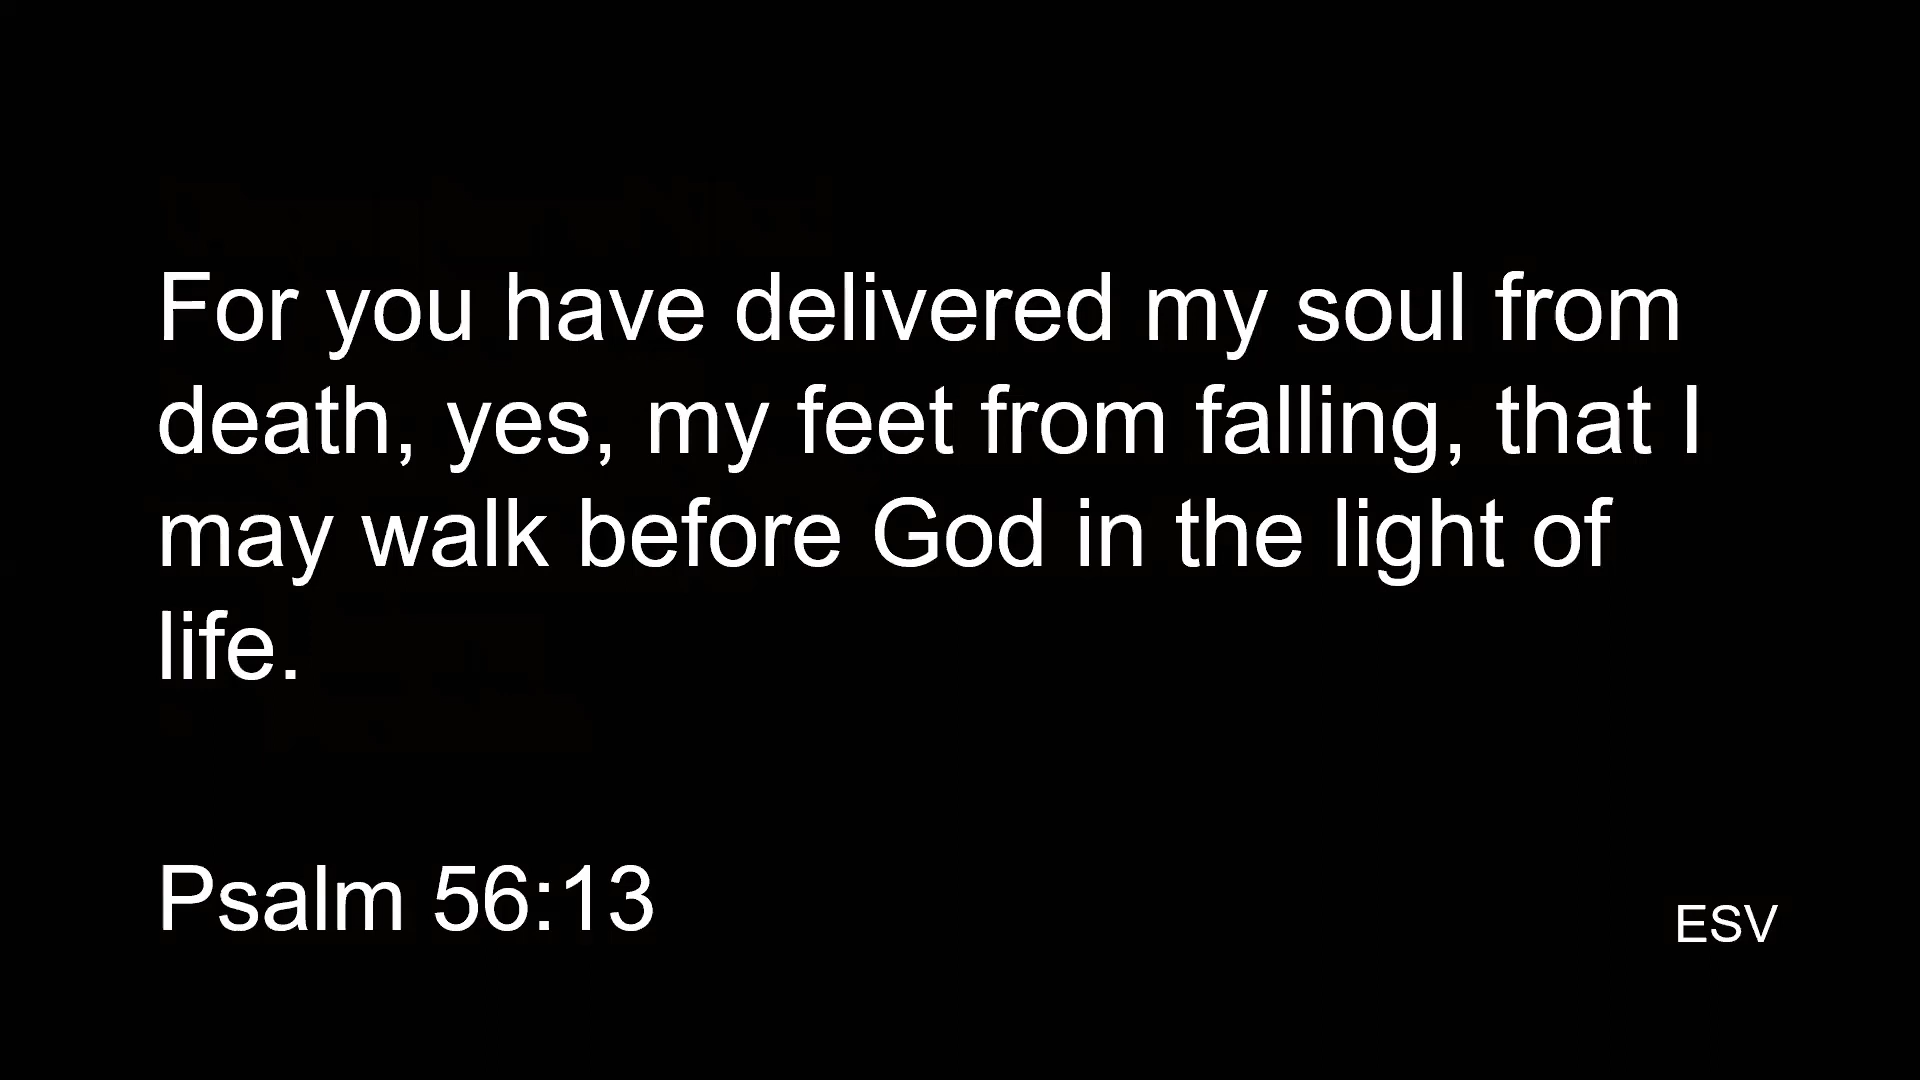 For you have delivered my soul from
death, yes, my feet from falling, that I
may walk before God in the light of
life.
Psalm 56:13
ESV